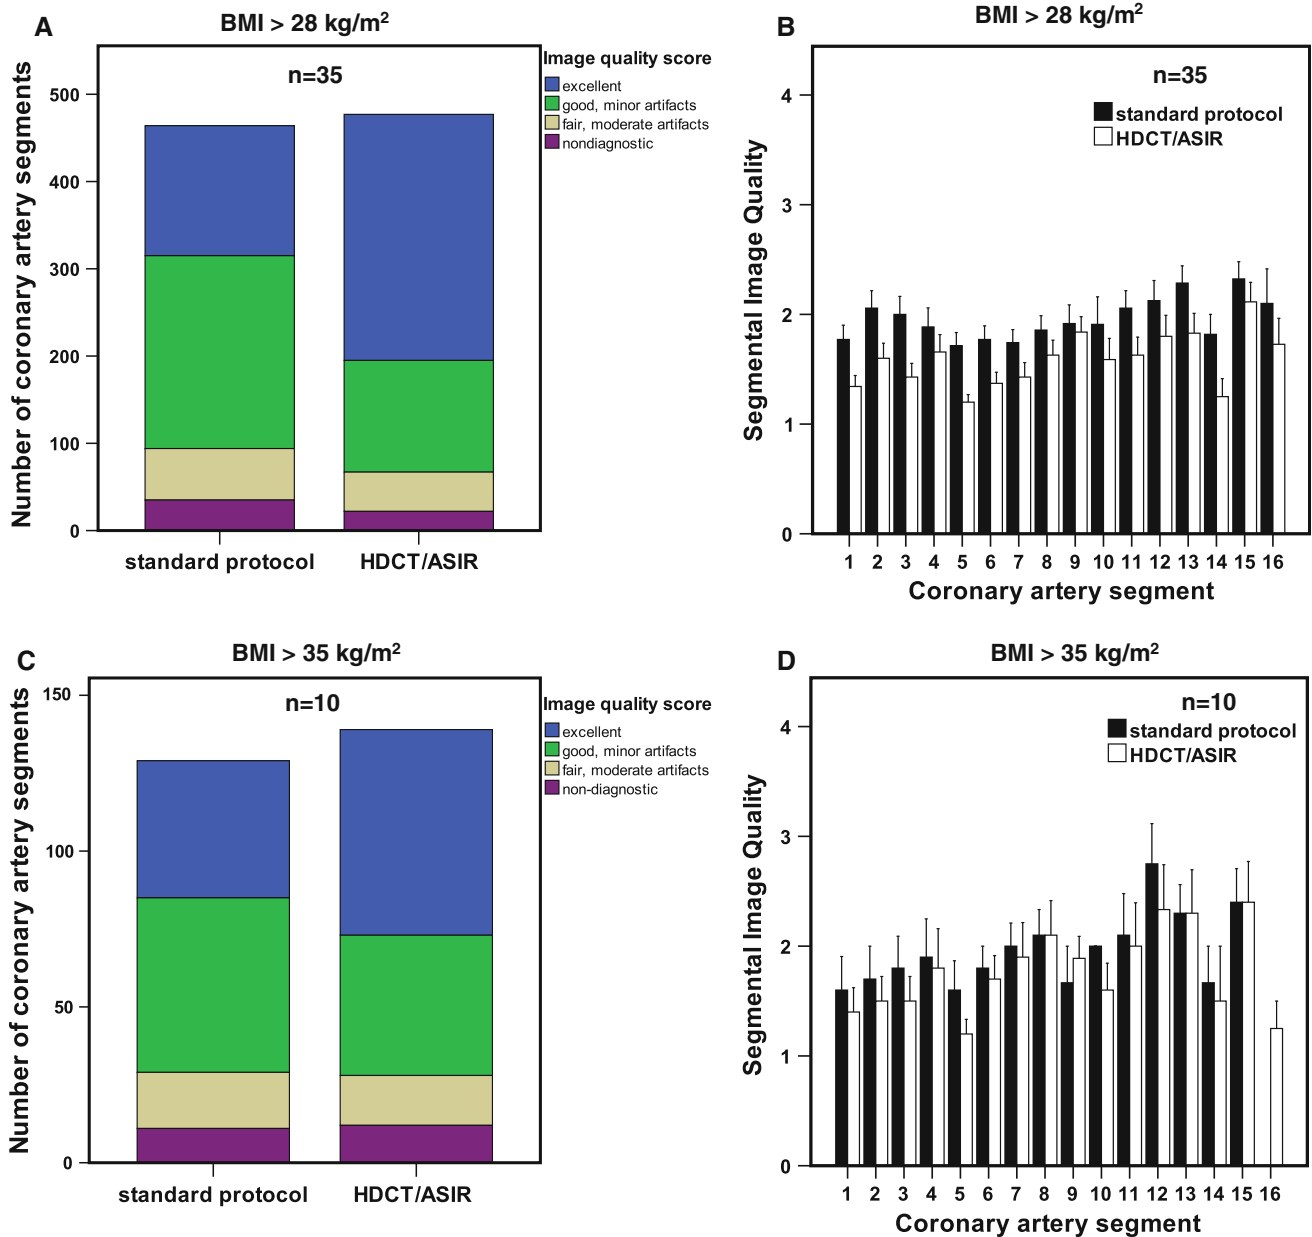 A
BMI > 28 kg/m²
n=35
Number of coronary artery segments
500
400
300
200
100
0
standard protocol
HDCT/ASIR
Image quality score
excellent
good, minor artifacts
fair, moderate artifacts
nondiagnostic
B
BMI > 28 kg/m²
n=35
standard protocol
HDCT/ASIR
Segmental Image Quality
4
3
2
1
0
1 2 3 4 5 6 7 8 9 10 11 12 13 14 15 16
Coronary artery segment
C
BMI > 35 kg/m²
n=10
Number of coronary artery segments
150
100
50
0
standard protocol
HDCT/ASIR
Image quality score
excellent
good, minor artifacts
fair, moderate artifacts
non-diagnostic
D
BMI > 35 kg/m²
n=10
standard protocol
HDCT/ASIR
Segmental Image Quality
4
3
2
1
0
1 2 3 4 5 6 7 8 9 10 11 12 13 14 15 16
Coronary artery segment